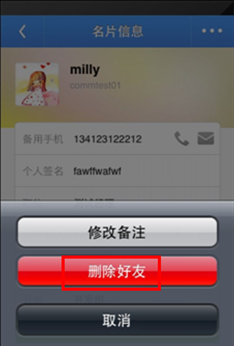 名片信息
milly
commtest01
备用手机 134123122212
个人签名 fawffwafwf
修改备注
删除好友
取消